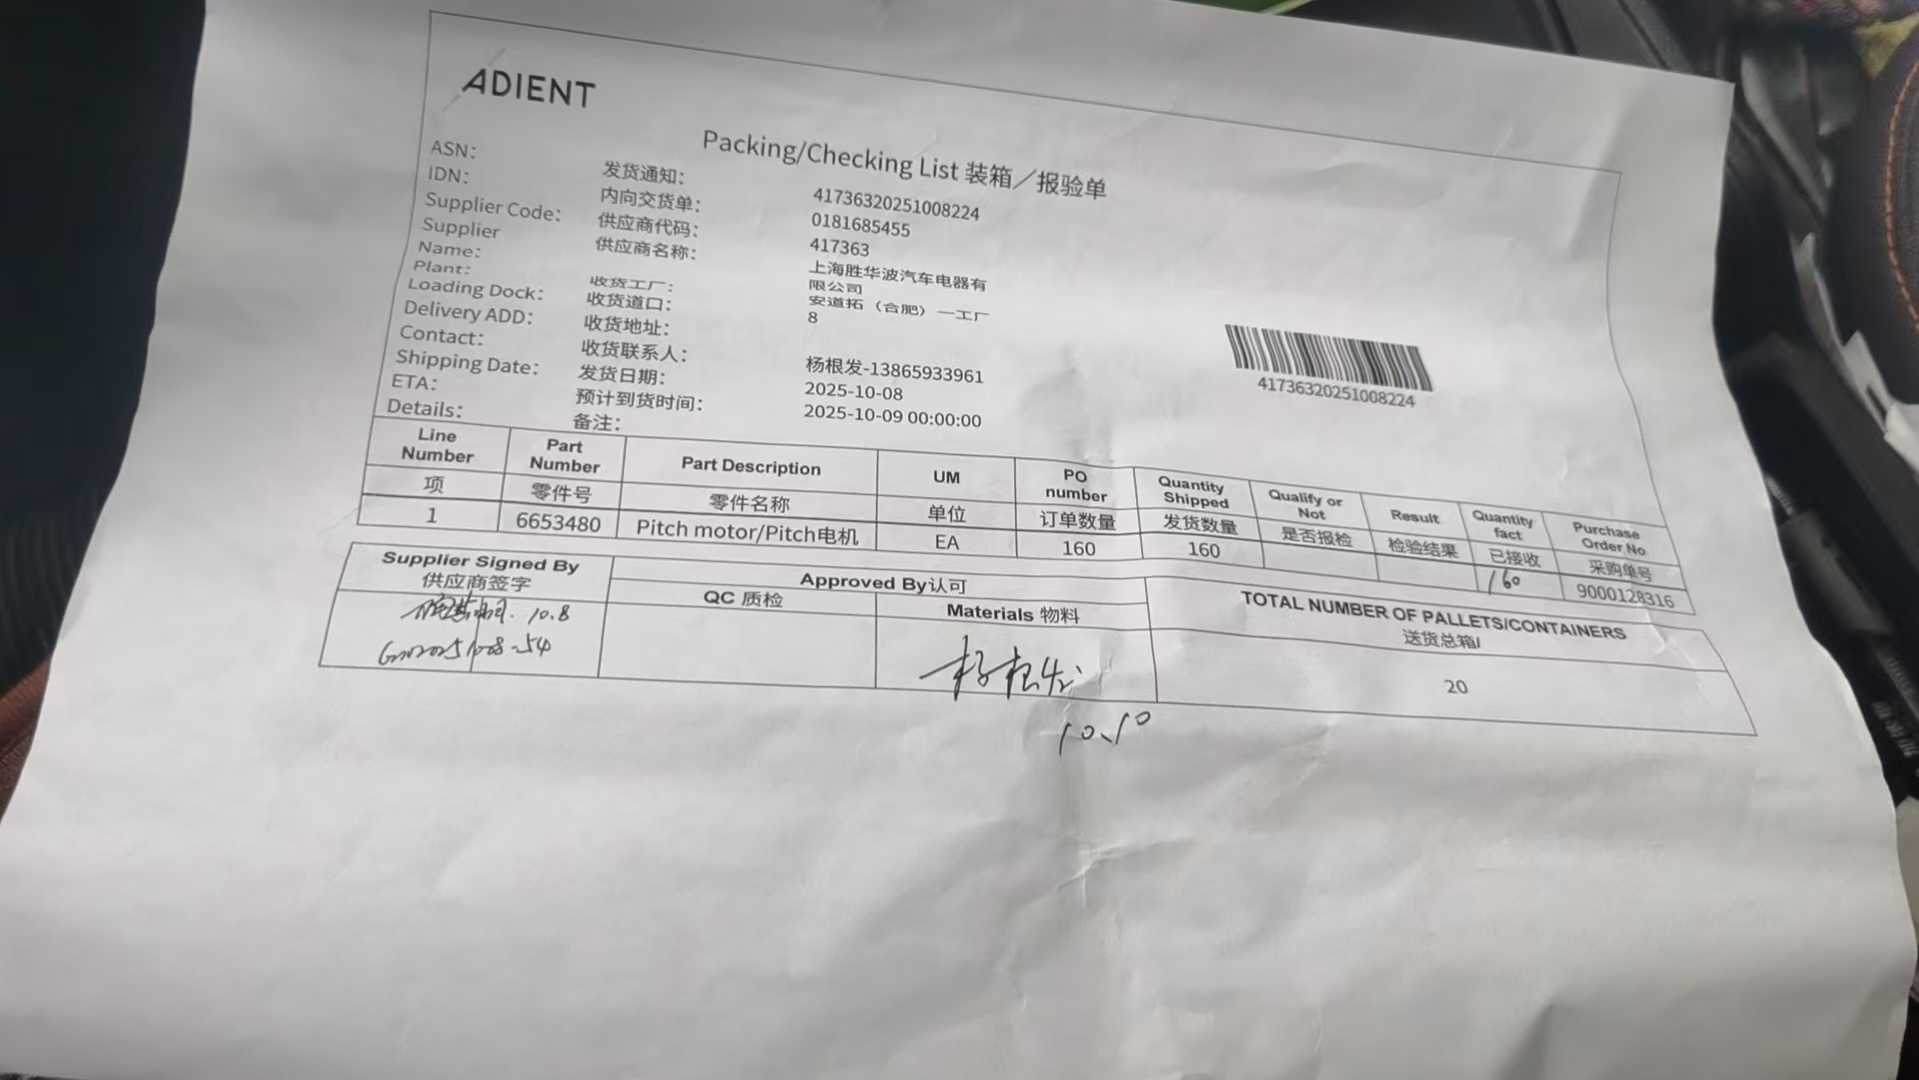 ADIENT
Packing/Checking List 装箱／报验单
ASN: 发货通知: 41736320251008224
IDN: 内向交货单: 0181685455
Supplier Code: 供应商代码: 417363
Supplier Name: 供应商名称: 上海胜华波汽车电器有
限公司
Plant: 收货工厂: 安道拓（合肥）一工厂
Loading Dock: 收货道口: 8
Delivery ADD: 收货地址:
Contact: 收货联系人: 杨根发-13865933961
Shipping Date: 发货日期: 2025-10-08
ETA: 预计到货时间: 2025-10-09 00:00:00
Details: 备注:
41736320251008224
Line Number Part Number Part Description UM PO number Quantity Shipped Qualify or Not Result Quantity fact Purchase Order No
项 零件号 零件名称 单位 订单数量 发货数量 是否报检 检验结果 已接收 采购单号
1 6653480 Pitch motor/Pitch电机 EA 160 160 160 9000128316
Supplier Signed By
供应商签字
Approved By认可
QC 质检
Materials 物料
TOTAL NUMBER OF PALLETS/CONTAINERS
送货总箱/
10.8
杨根发
20
10.10